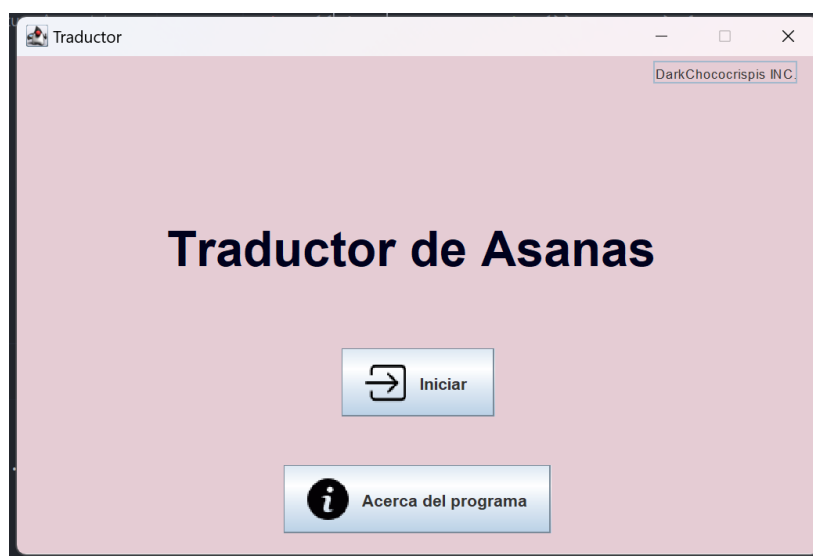 Traductor
DarkChococrispis INC.
Traductor de Asanas
Iniciar
i
Acerca del programa